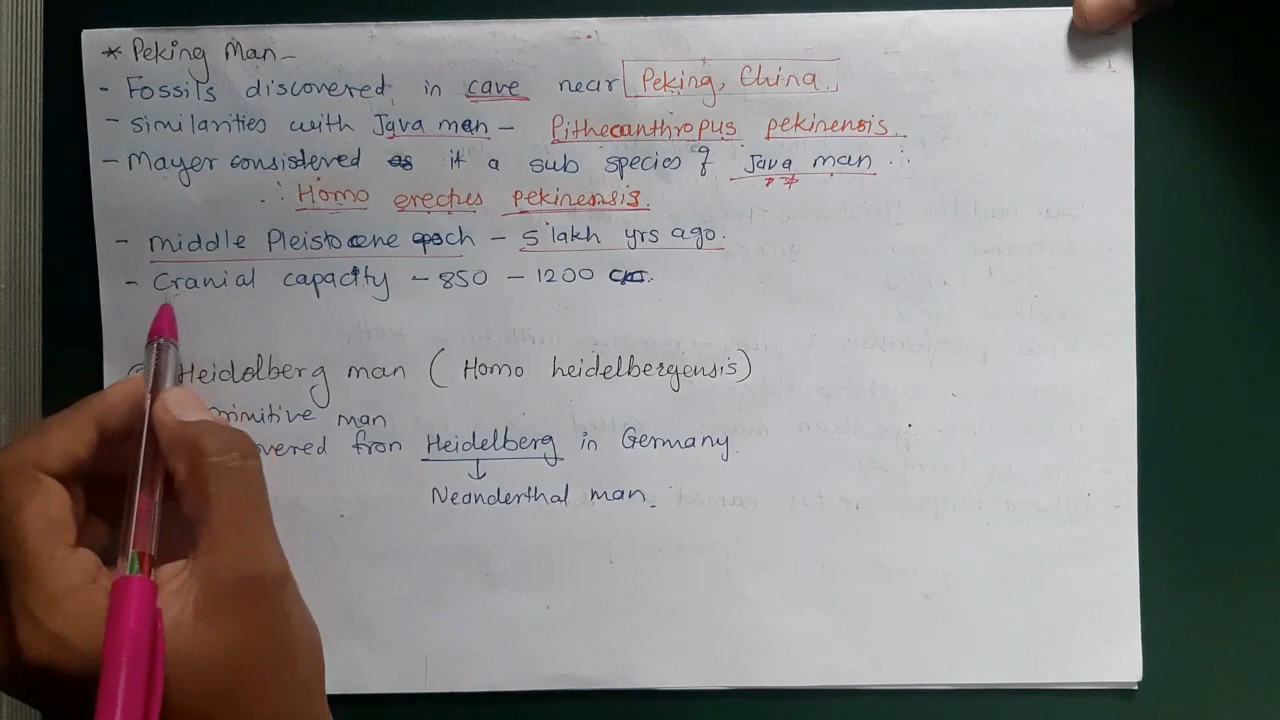 * Peking Man -
- Fossils discovered in cave near Peking, China.
- similarities with Java man - Pithecanthropus pekinensis.
- Mayer consistered it a sub species of Java man ∴
∴ Homo erectus pekinensis.
- middle Pleistocene epoch - 5 lakh yrs ago.
- Cranial capacity - 850 - 1200 cc.
Heidelberg man ( Homo heidelbergensis)
primitive man
overed from Heidelberg in Germany.
↓
Neanderthal man.